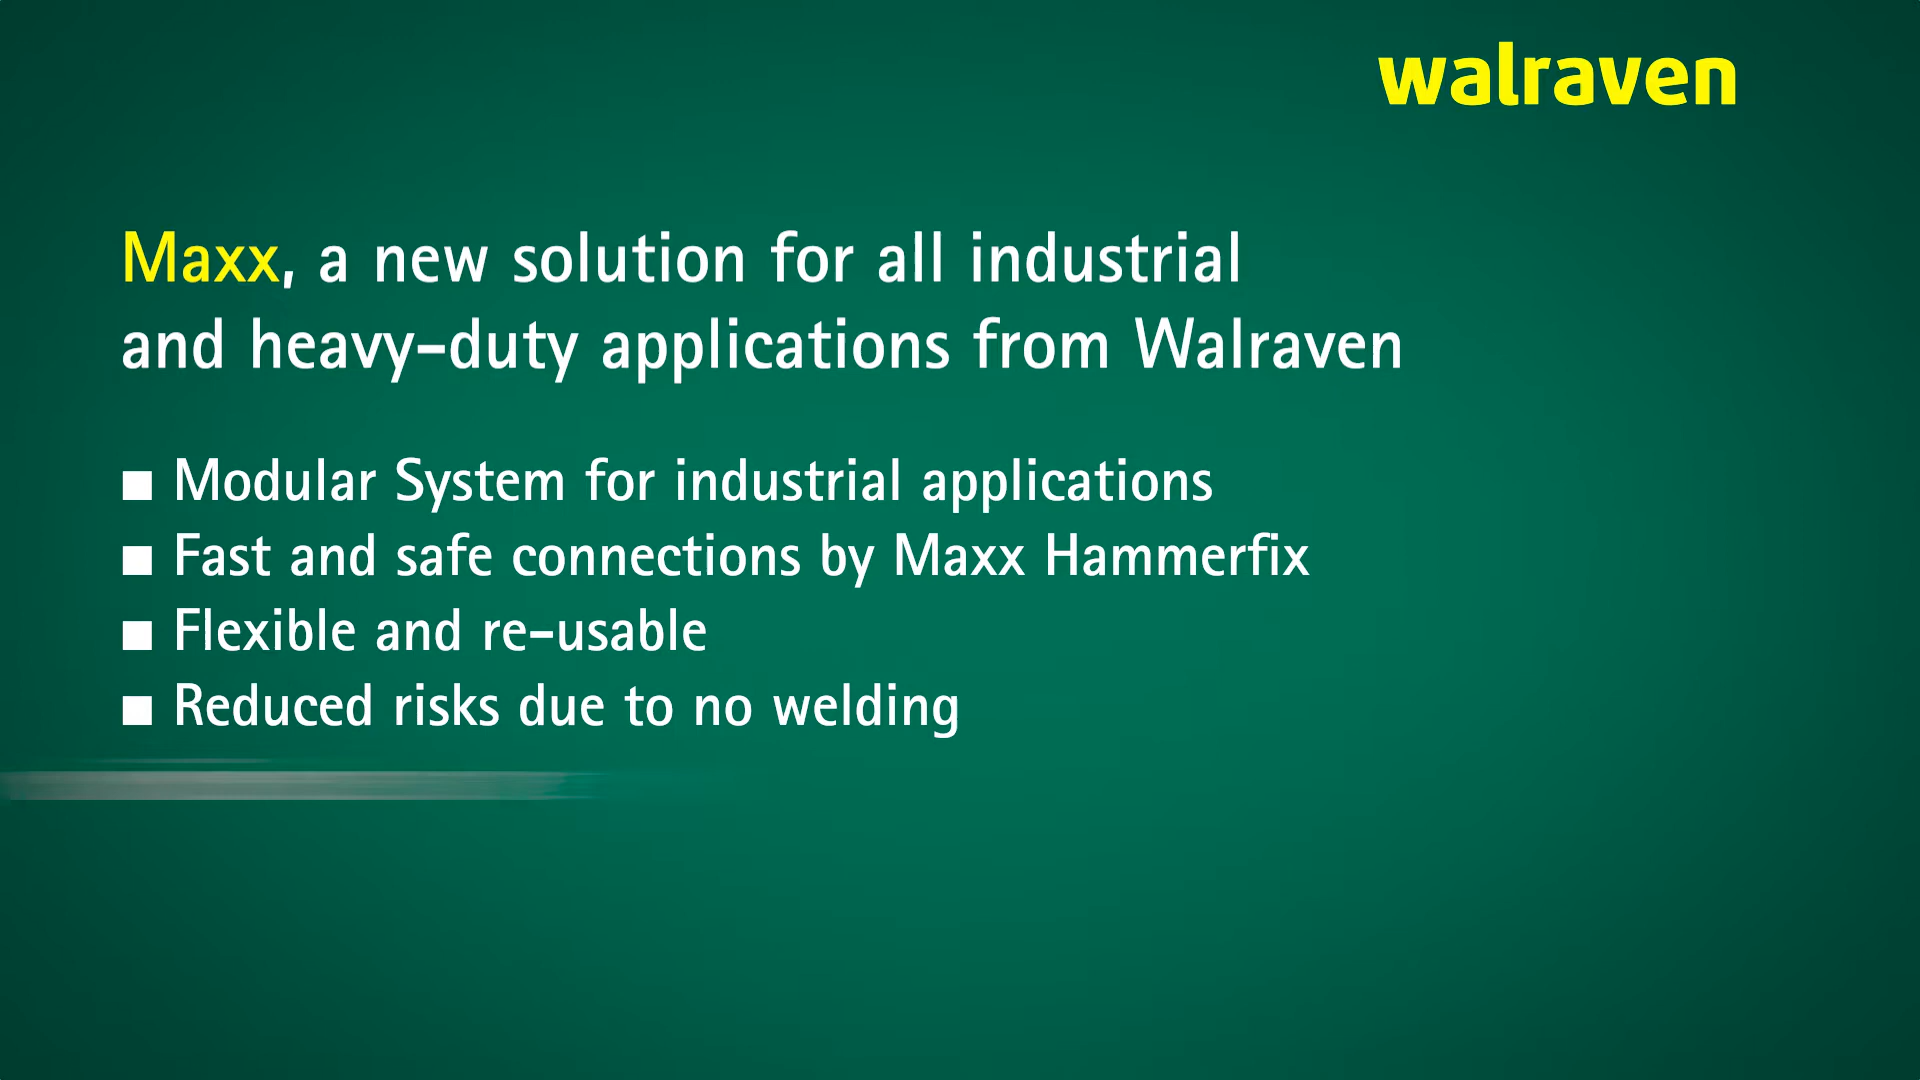 walraven
Maxx, a new solution for all industrial
and heavy-duty applications from Walraven
■ Modular System for industrial applications
■ Fast and safe connections by Maxx Hammerfix
■ Flexible and re-usable
■ Reduced risks due to no welding